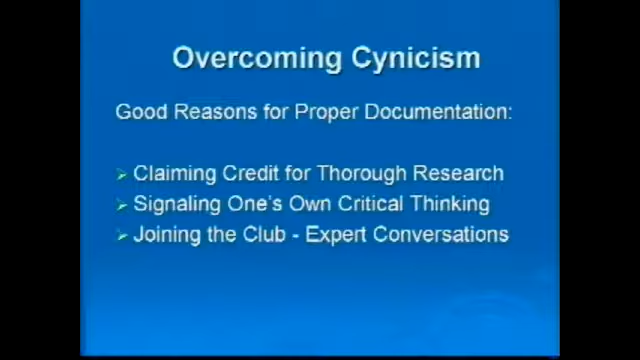 Overcoming Cynicism
Good Reasons for Proper Documentation:
Claiming Credit for Thorough Research
Signaling One's Own Critical Thinking
Joining the Club - Expert Conversations